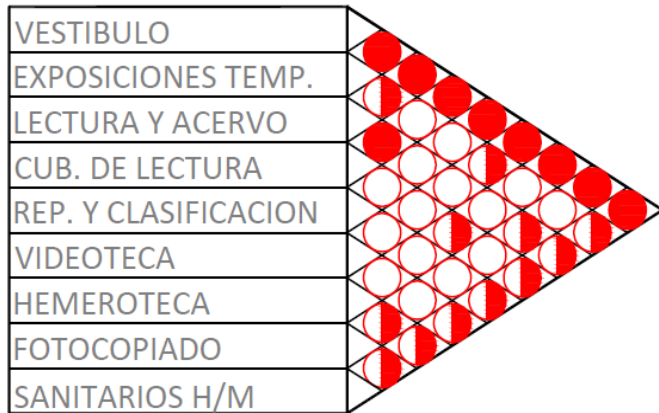 VESTIBULO
EXPOSICIONES TEMP.
LECTURA Y ACERVO
CUB. DE LECTURA
REP. Y CLASIFICACION
VIDEOTECA
HEMEROTECA
FOTOCOPIADO
SANITARIOS H/M